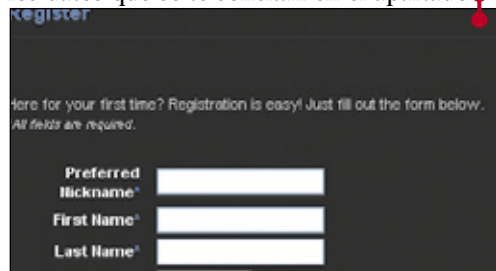 Register
Here for your first time? Registration is easy! Just fill out the form below.
*All fields are required.
Preferred
Nickname*
First Name*
Last Name*